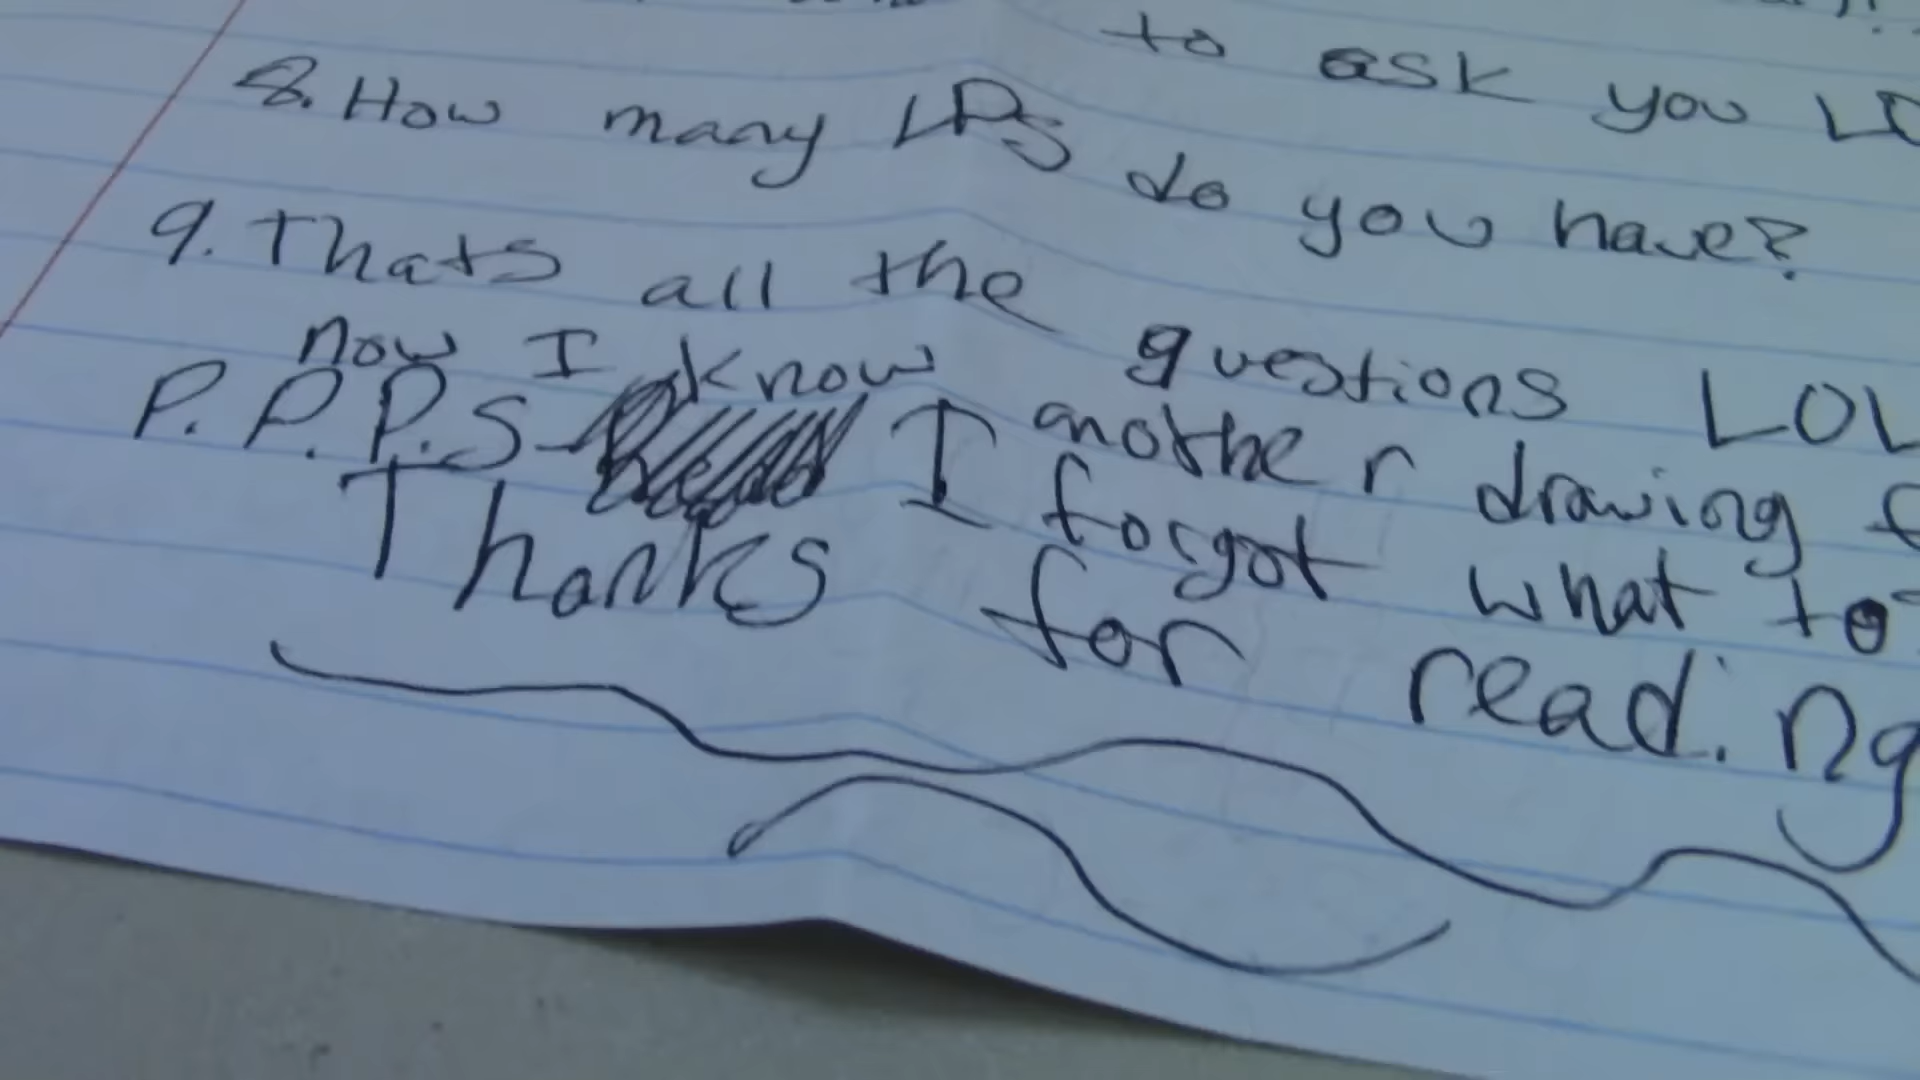 to ask you LO
8. How many LPS do you have?
9. Thats all the questions LOL
now I know another drawing
P.P.P.S- I forgot what to
Thanks for reading